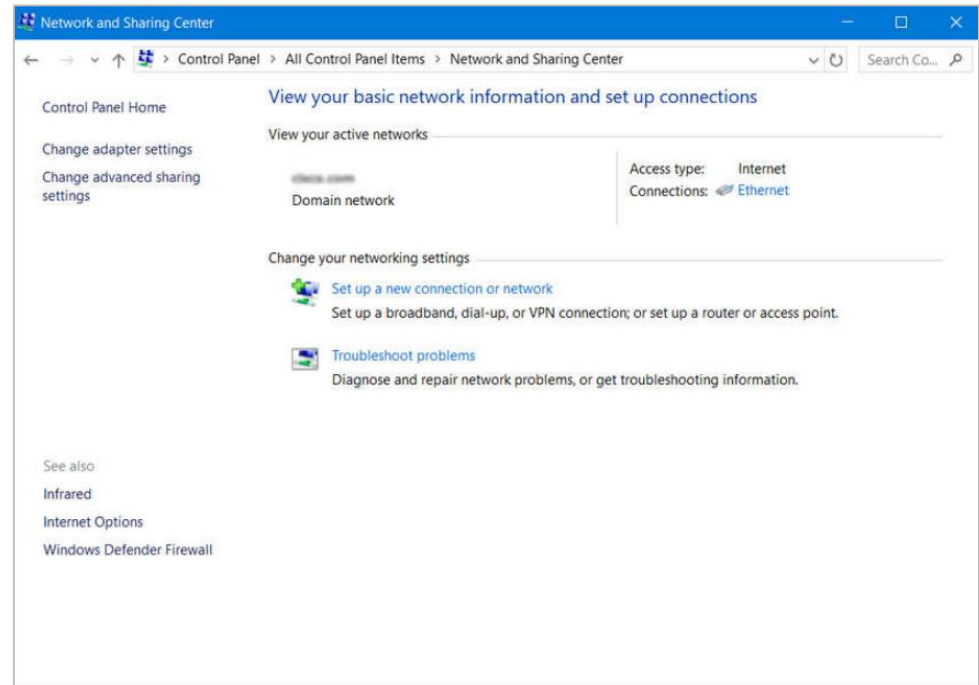 Network and Sharing Center
Control Panel > All Control Panel Items > Network and Sharing Center
Search Co...
Control Panel Home
Change adapter settings
Change advanced sharing
settings
View your basic network information and set up connections
View your active networks
Domain network
Access type: Internet
Connections: Ethernet
Change your networking settings
Set up a new connection or network
Set up a broadband, dial-up, or VPN connection; or set up a router or access point.
Troubleshoot problems
Diagnose and repair network problems, or get troubleshooting information.
See also
Infrared
Internet Options
Windows Defender Firewall